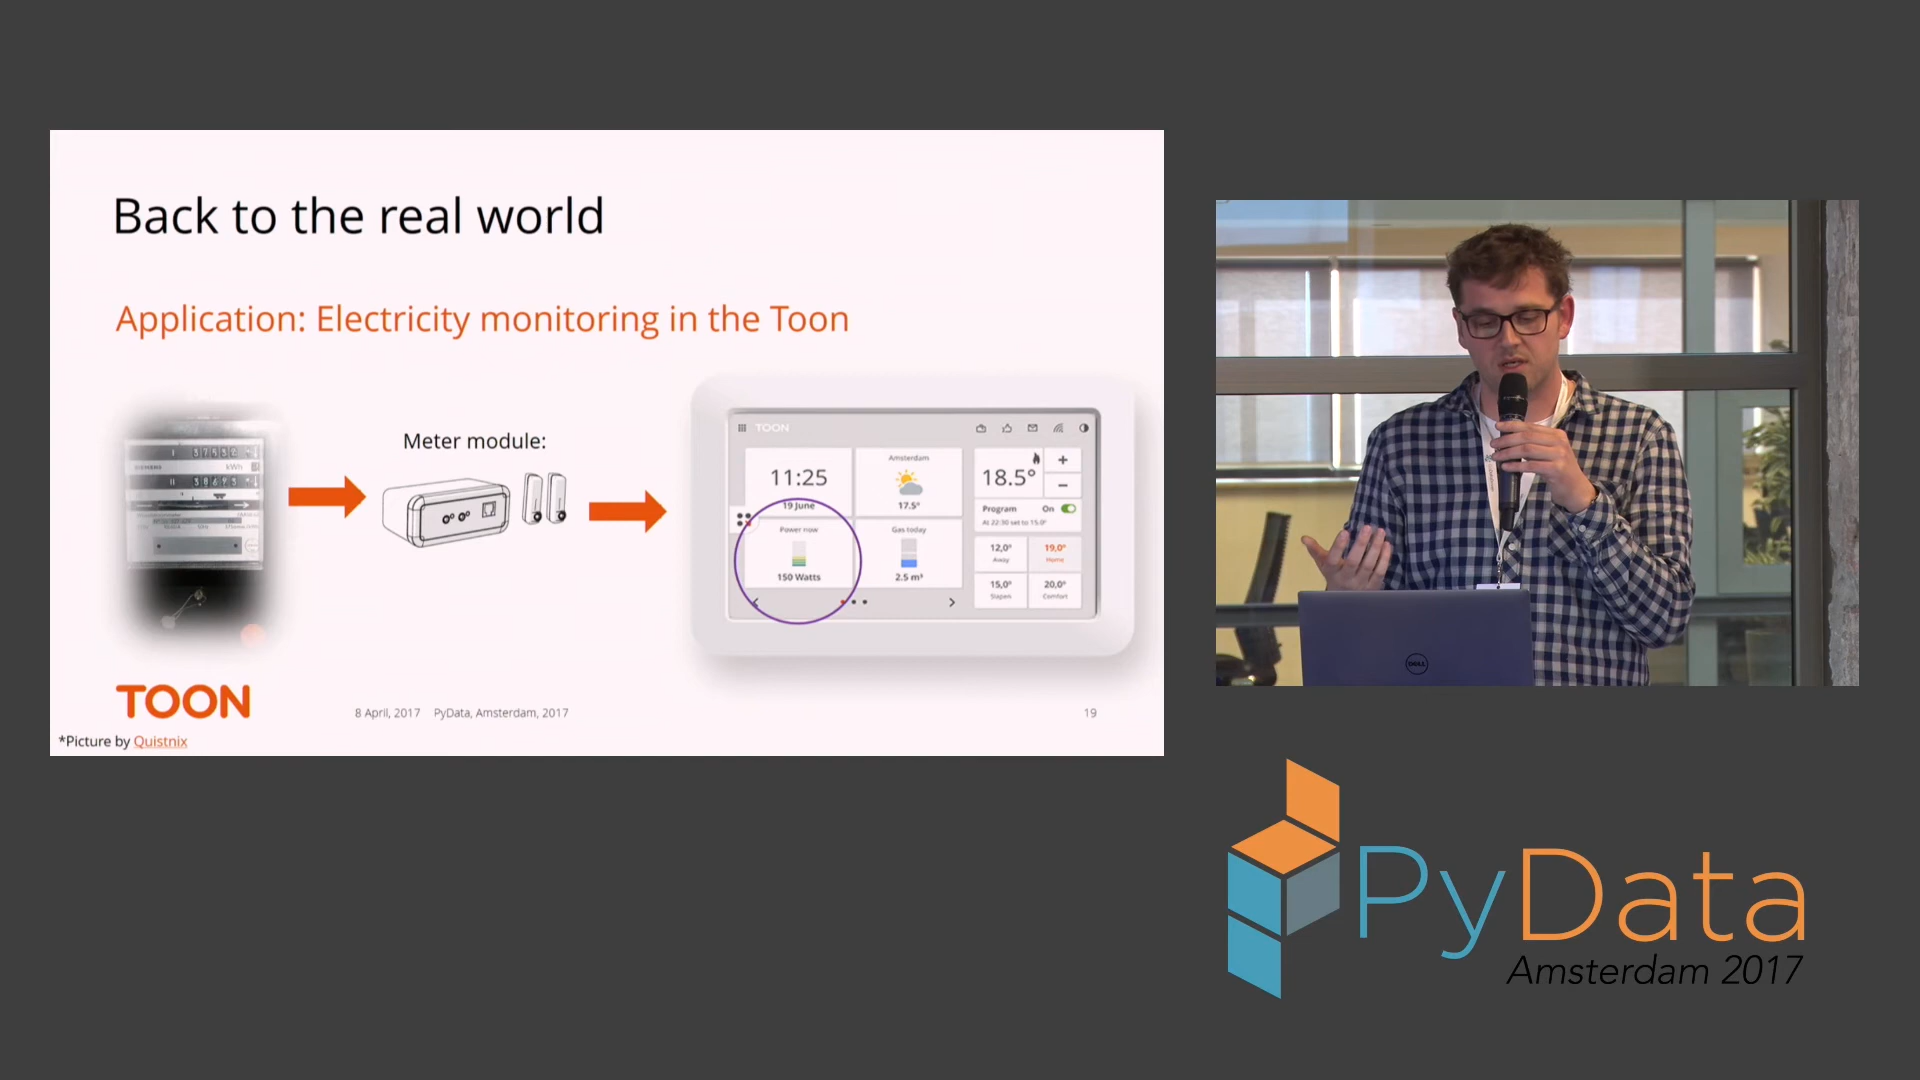 Back to the real world
Application: Electricity monitoring in the Toon
Meter module:
kWh
TOON
11:25
19 June
Amsterdam
17.5°
18.5°
+
−
Program On
At 22:30 set to 15.0°
Power now
150 Watts
Gas today
2.5 m³
12,0° 19,0°
Away Home
15,0° 20,0°
Slapen Comfort
TOON
8 April, 2017 PyData, Amsterdam, 2017
19
*Picture by Quistnix
DELL
PyData
Amsterdam 2017